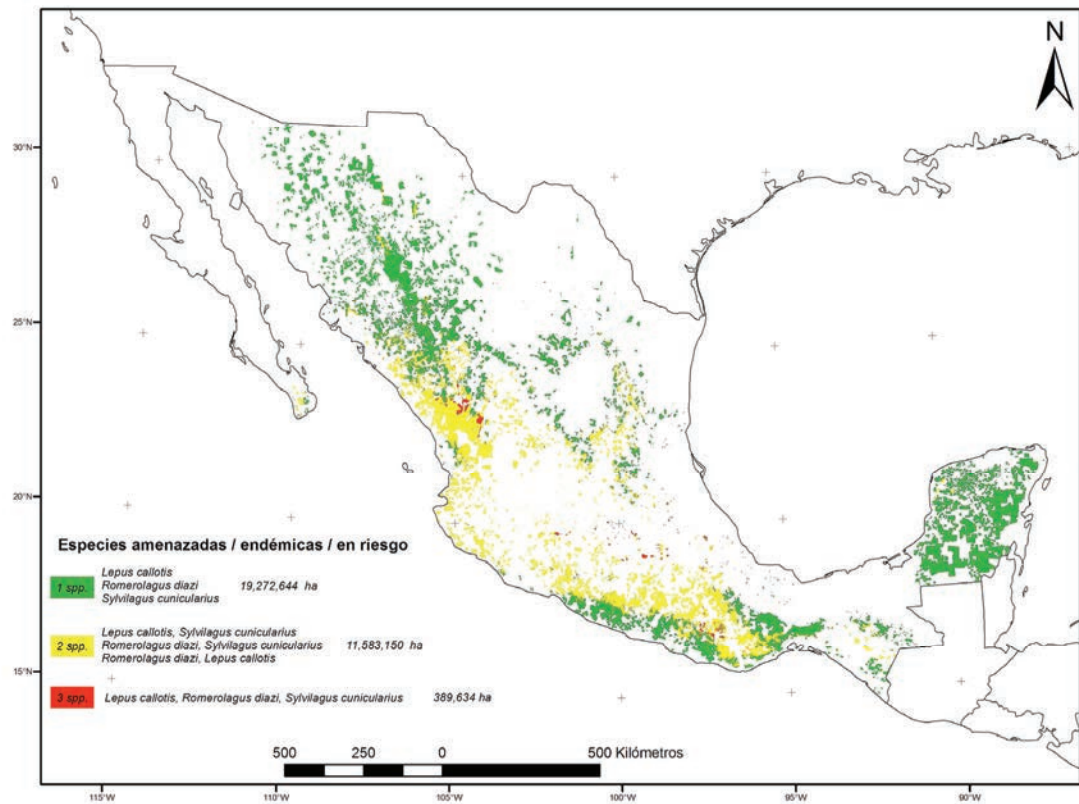 N
30°N
25°N
20°N
15°N
Especies amenazadas / endémicas / en riesgo
1 spp.
Lepus callotis
Romerolagus diazi 19,272,644 ha
Sylvilagus cunicularius
2 spp.
Lepus callotis, Sylvilagus cunicularius
Romerolagus diazi, Sylvilagus cunicularius 11,583,150 ha
Romerolagus diazi, Lepus callotis
3 spp. Lepus callotis, Romerolagus diazi, Sylvilagus cunicularius 389,634 ha
500 250 0 500 Kilómetros
115°W 110°W 105°W 100°W 95°W 90°W